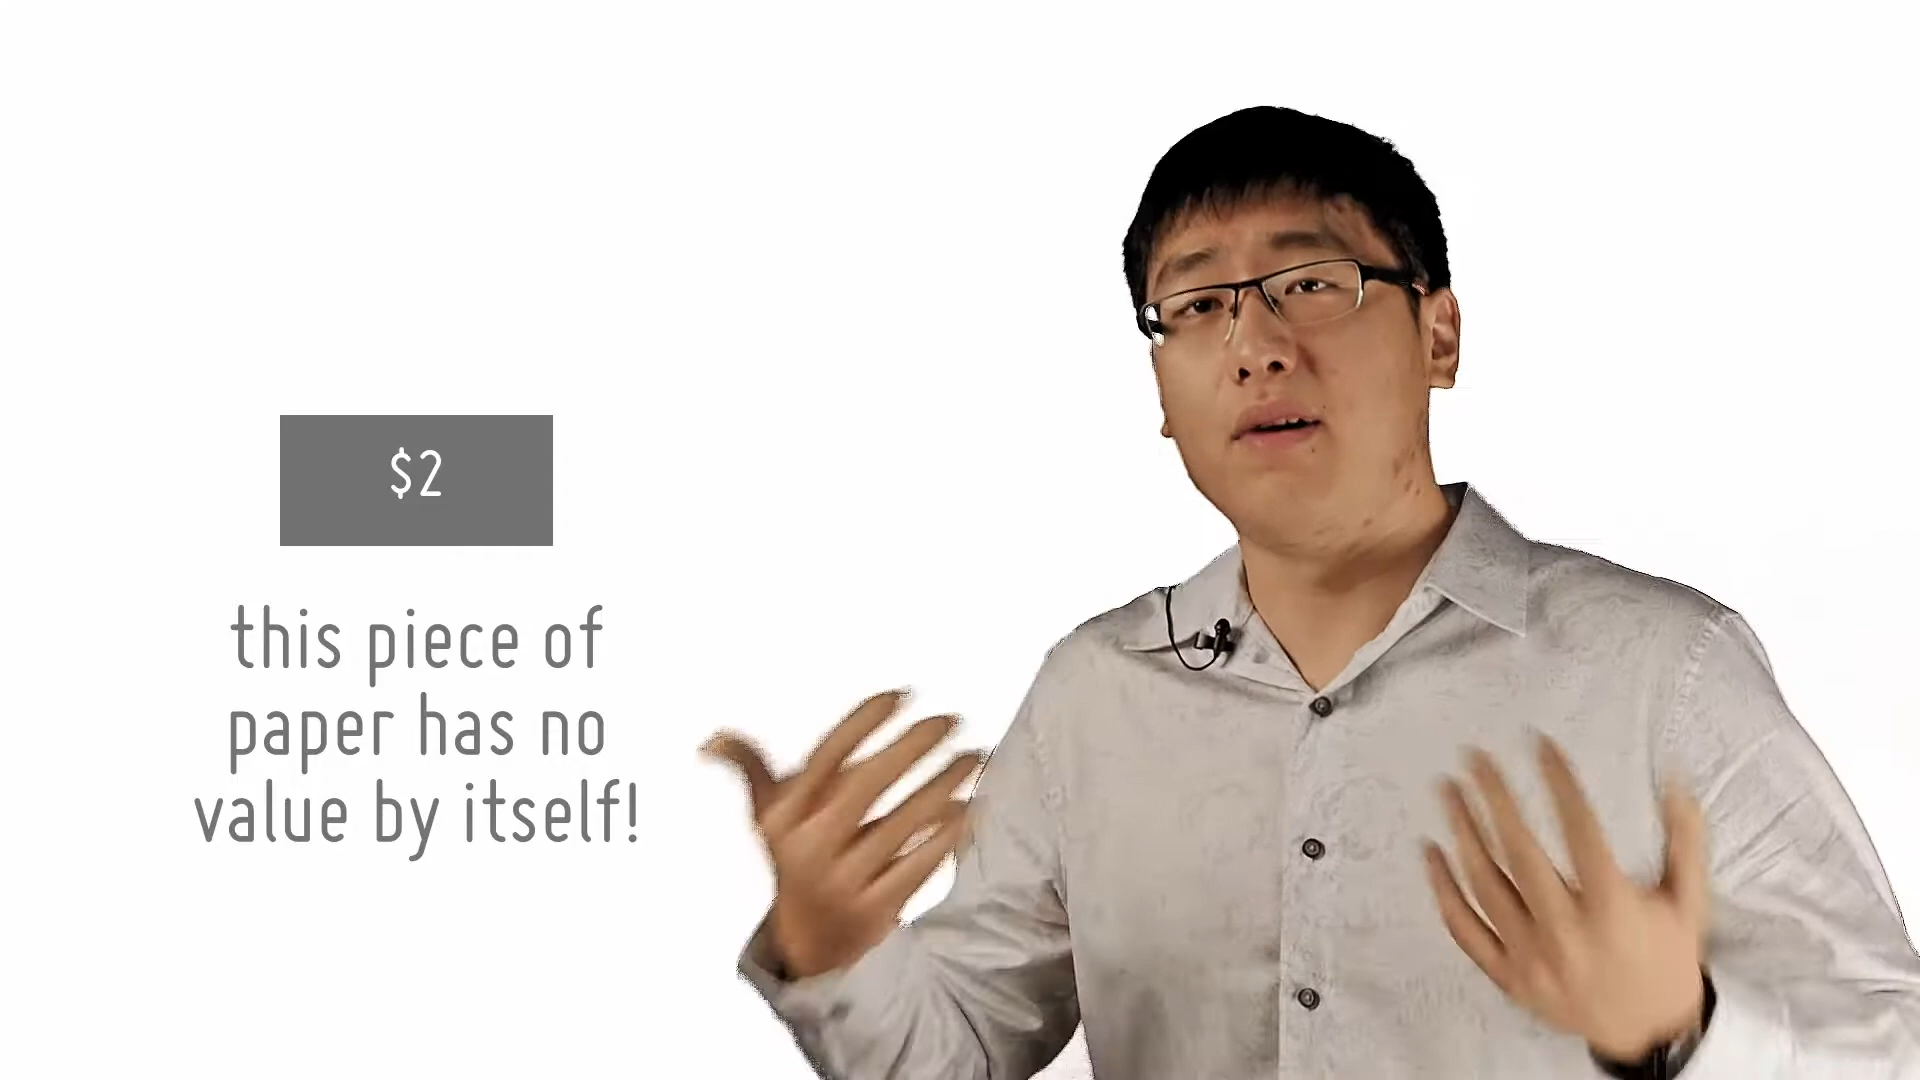 $2
this piece of
paper has no
value by itself!